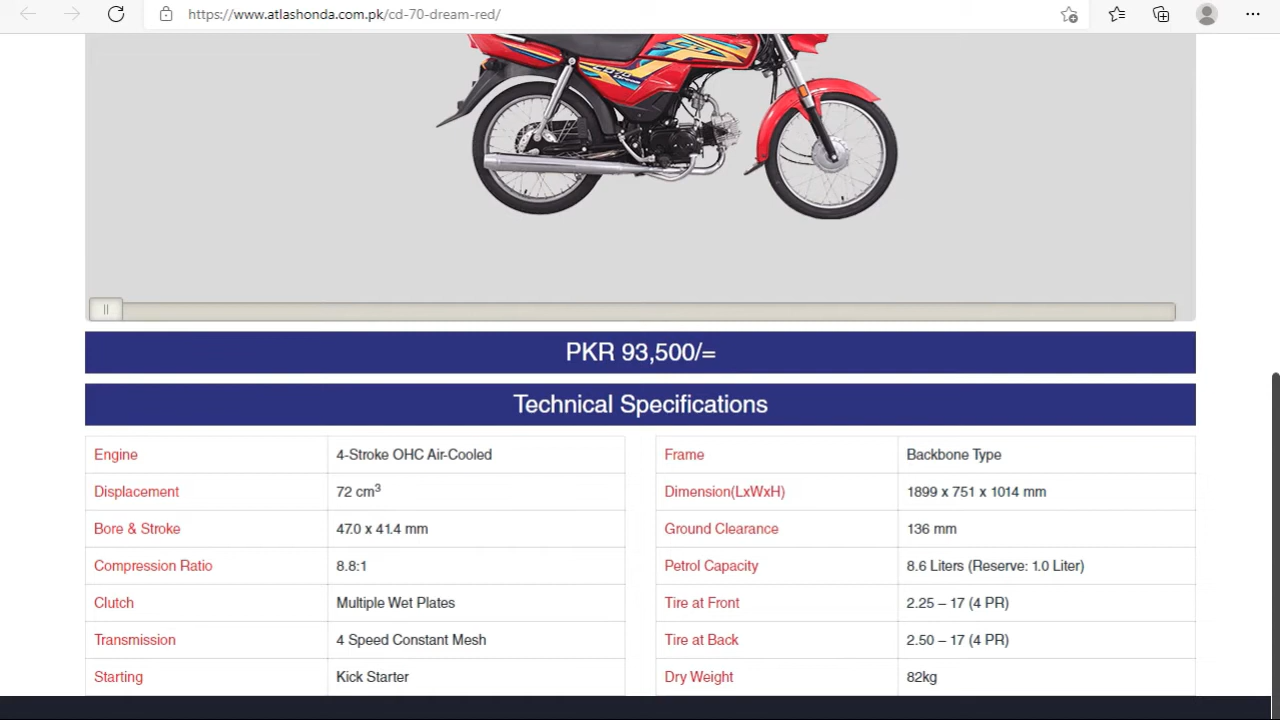 https://www.atlashonda.com.pk/cd-70-dream-red/
PKR 93,500/=
Technical Specifications
Engine 4-Stroke OHC Air-Cooled
Displacement 72 cm³
Bore & Stroke 47.0 x 41.4 mm
Compression Ratio 8.8:1
Clutch Multiple Wet Plates
Transmission 4 Speed Constant Mesh
Starting Kick Starter
Frame Backbone Type
Dimension(LxWxH) 1899 x 751 x 1014 mm
Ground Clearance 136 mm
Petrol Capacity 8.6 Liters (Reserve: 1.0 Liter)
Tire at Front 2.25 – 17 (4 PR)
Tire at Back 2.50 – 17 (4 PR)
Dry Weight 82kg